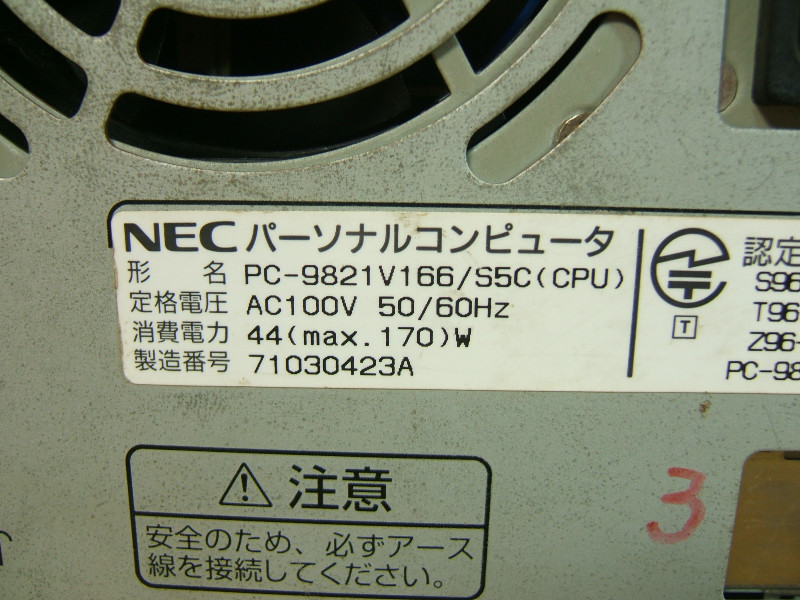 NEC パーソナルコンピュータ
形 名 PC-9821V166/S5C(CPU)
定格電圧 AC100V 50/60Hz
消費電力 44(max.170)W
製造番号 71030423A
認定
S96
T96
Z96-
PC-98
T
注意
安全のため、必ずアース
線を接続してください。
3